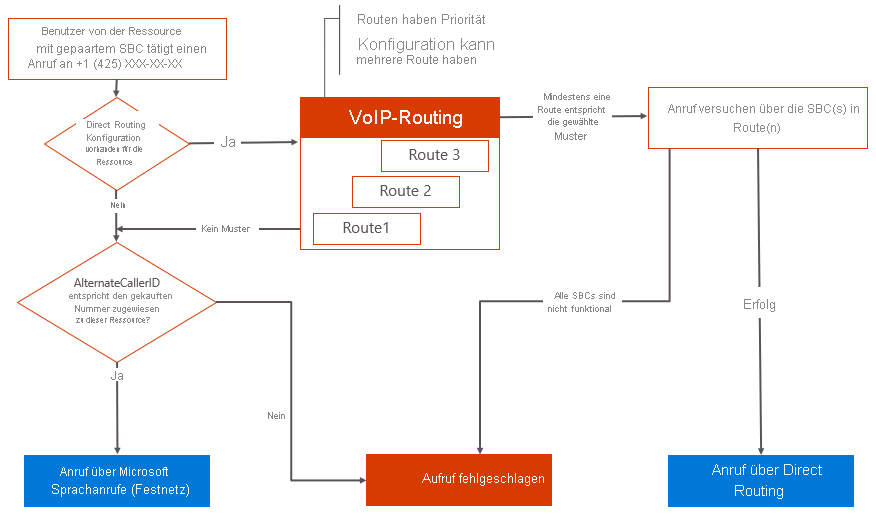 Benutzer von der Ressource
mit gepaartem SBC tätigt einen
Anruf an +1 (425) XXX-XX-XX
Routen haben Priorität
Konfiguration kann
mehrere Route haben
Direct Routing
Konfiguration
vorhanden für die
Ressource
Ja
VoIP-Routing
Route 3
Route 2
Route1
Mindestens eine
Route entspricht
die gewählte
Muster
Anruf versuchen über die SBC(s) in
Route(n)
Nein
Kein Muster
AlternateCallerID
entspricht den gekauften
Nummer zugewiesen
zu dieser Ressource?
Alle SBCs sind
nicht funktional
Erfolg
Ja
Nein
Anruf über Microsoft
Sprachanrufe (Festnetz)
Aufruf fehlgeschlagen
Anruf über Direct
Routing